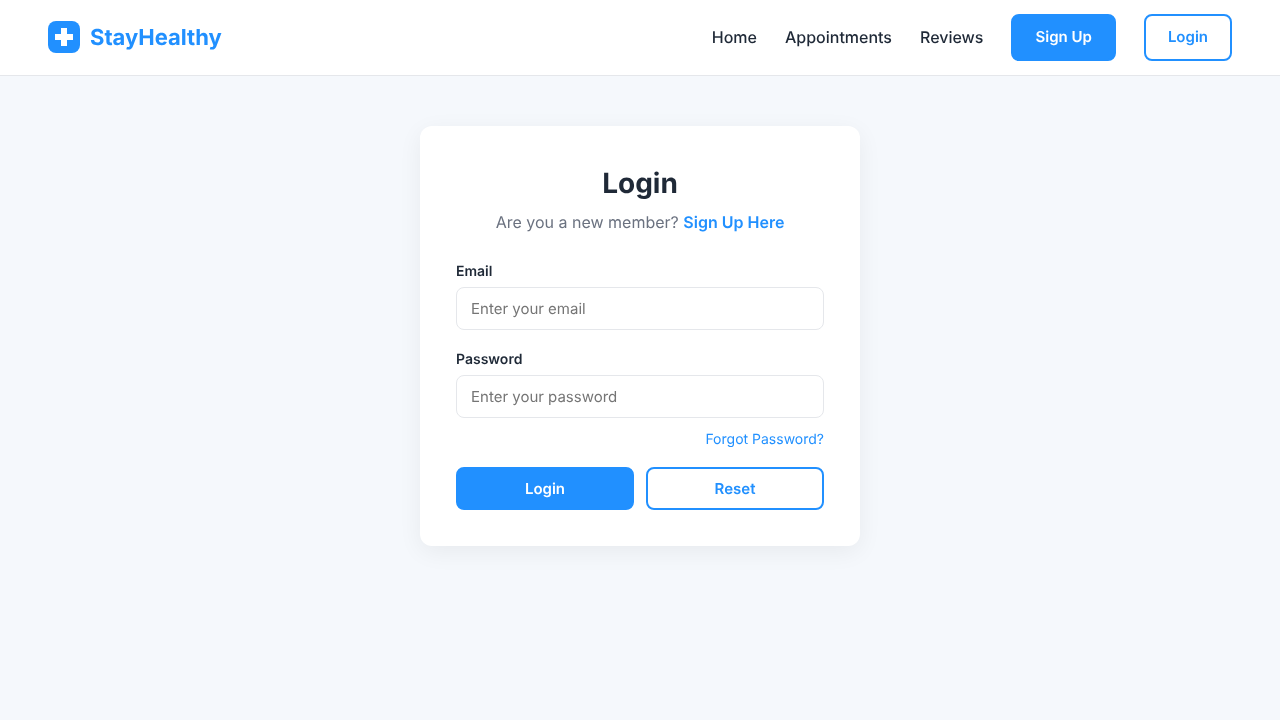 StayHealthy
Home Appointments Reviews Sign Up Login
Login
Are you a new member? Sign Up Here
Email
Enter your email
Password
Enter your password
Forgot Password?
Login Reset